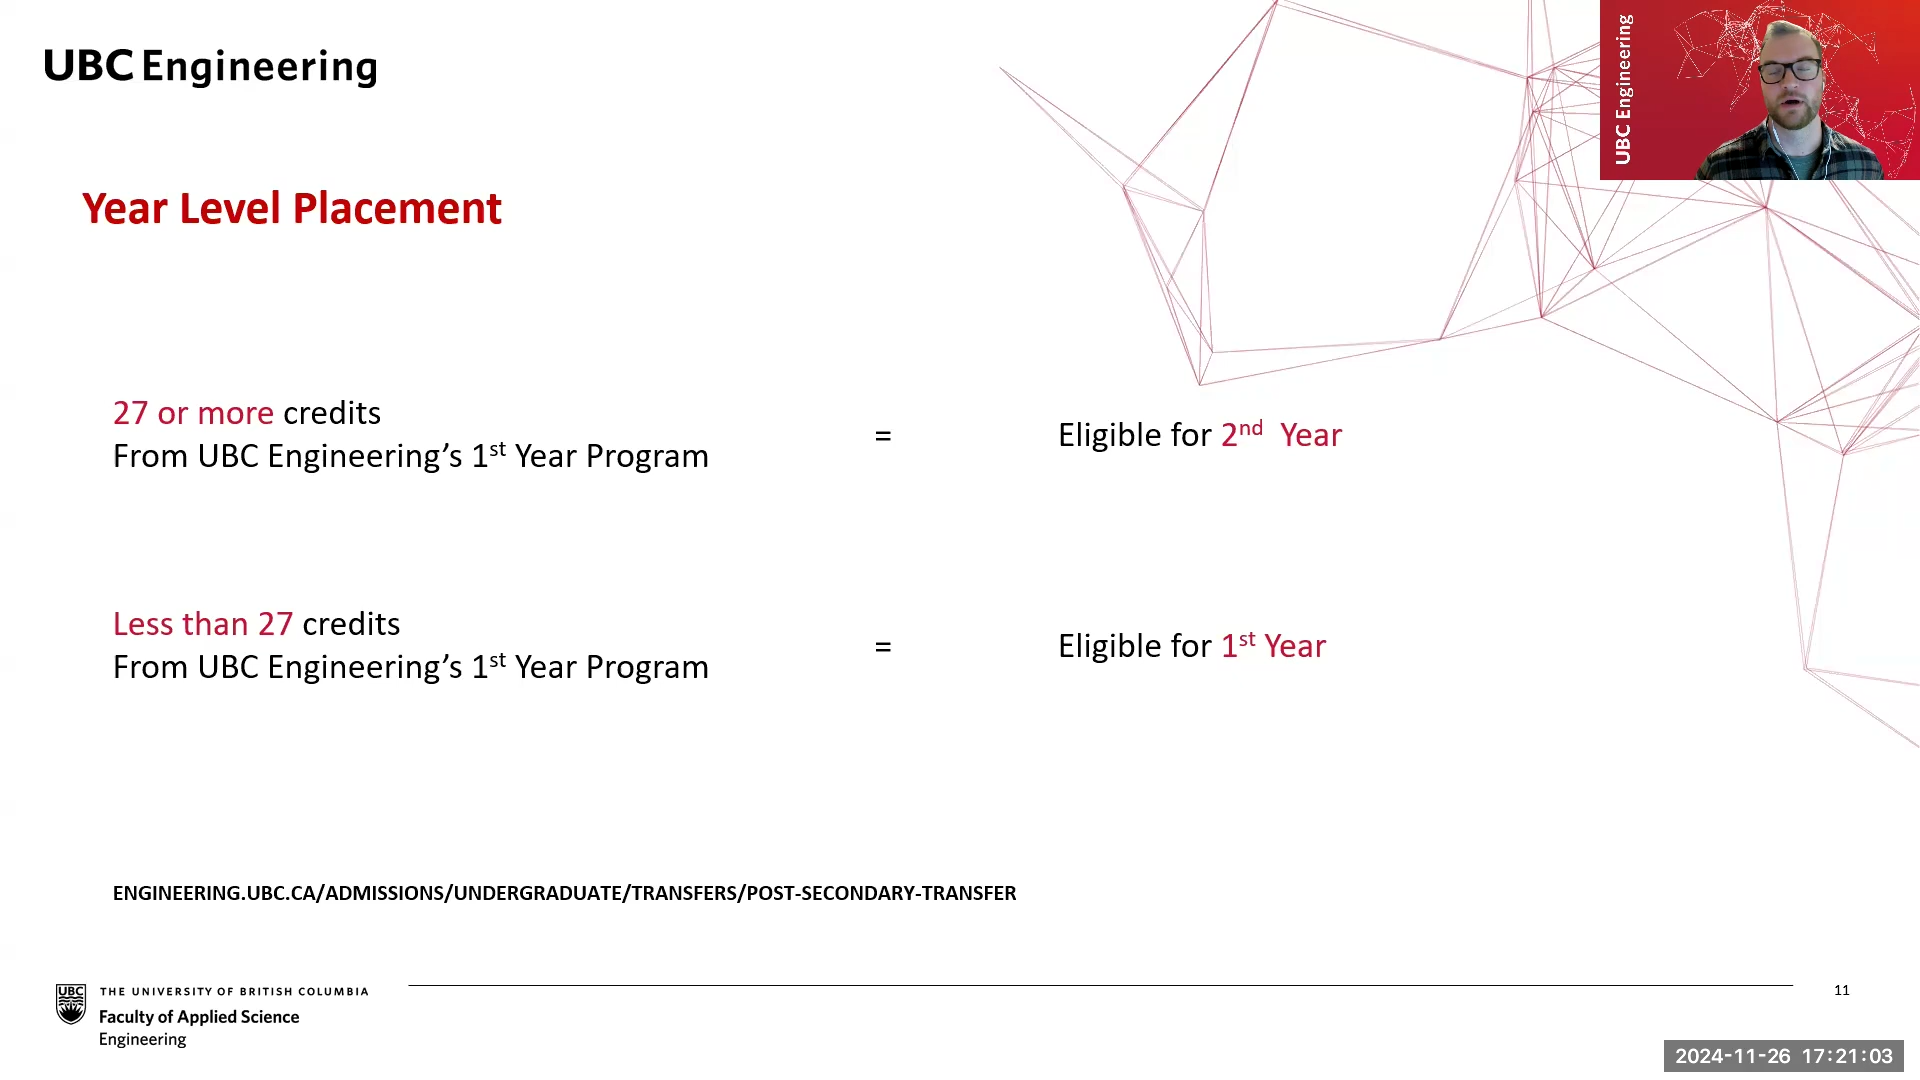 UBC Engineering
UBC Engineering
Year Level Placement
27 or more credits
From UBC Engineering’s 1st Year Program
=
Eligible for 2nd  Year
Less than 27 credits
From UBC Engineering’s 1st Year Program
=
Eligible for 1st Year
ENGINEERING.UBC.CA/ADMISSIONS/UNDERGRADUATE/TRANSFERS/POST-SECONDARY-TRANSFER
UBC
THE UNIVERSITY OF BRITISH COLUMBIA
Faculty of Applied Science
Engineering
11
2024-11-26 17:21:03